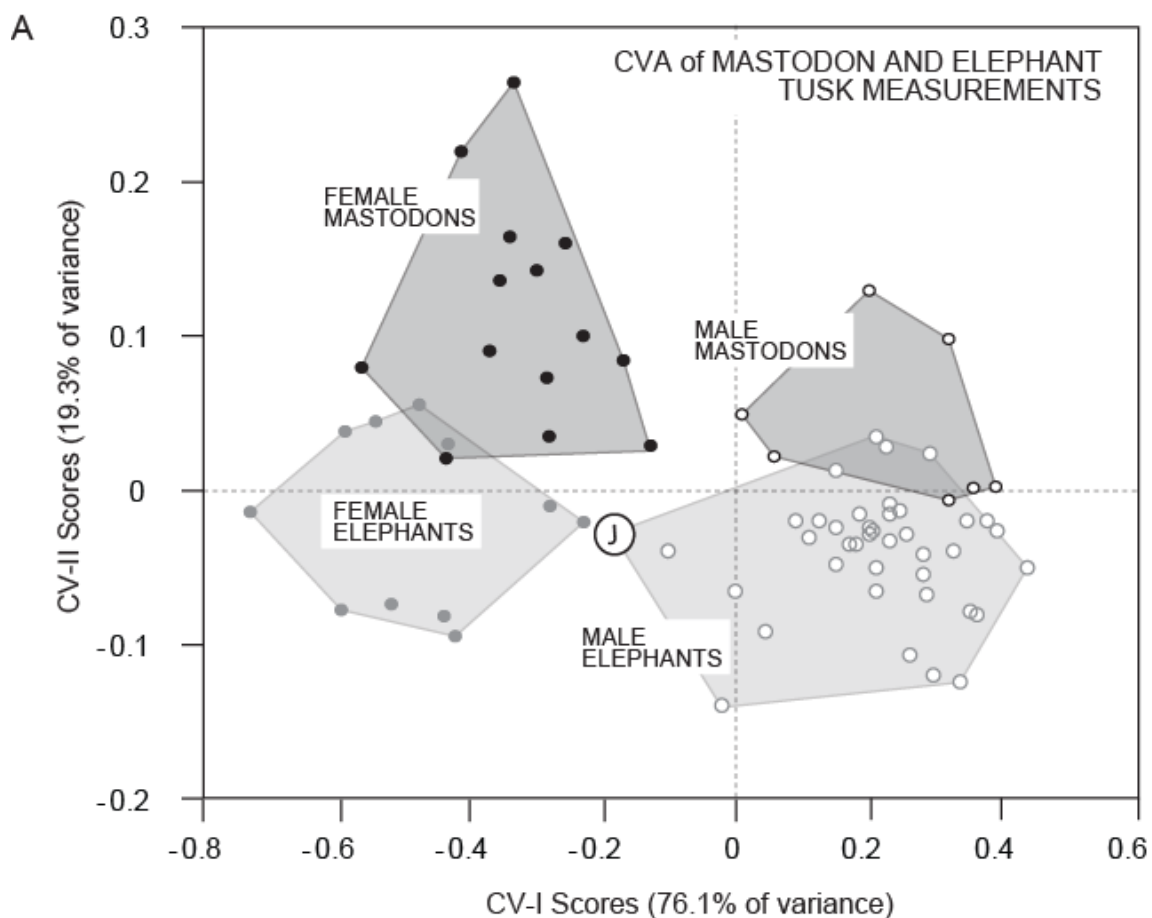 A
CVA of MASTODON AND ELEPHANT
TUSK MEASUREMENTS
0.3
0.2
0.1
0
-0.1
-0.2
CV-II Scores (19.3% of variance)
FEMALE
MASTODONS
MALE
MASTODONS
FEMALE
ELEPHANTS
J
MALE
ELEPHANTS
-0.8 -0.6 -0.4 -0.2 0 0.2 0.4 0.6
CV-I Scores (76.1% of variance)